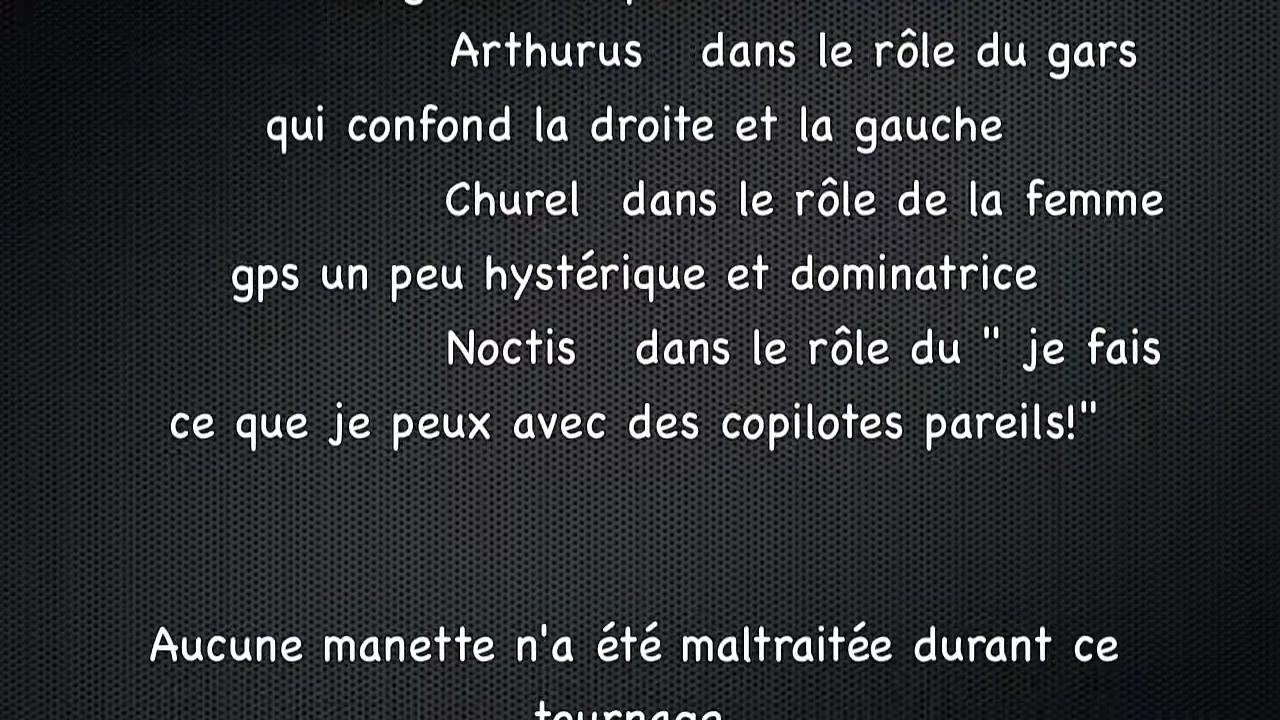 Arthurus dans le rôle du gars
qui confond la droite et la gauche
Churel dans le rôle de la femme
gps un peu hystérique et dominatrice
Noctis dans le rôle du " je fais
ce que je peux avec des copilotes pareils!"
Aucune manette n'a été maltraitée durant ce
tournage